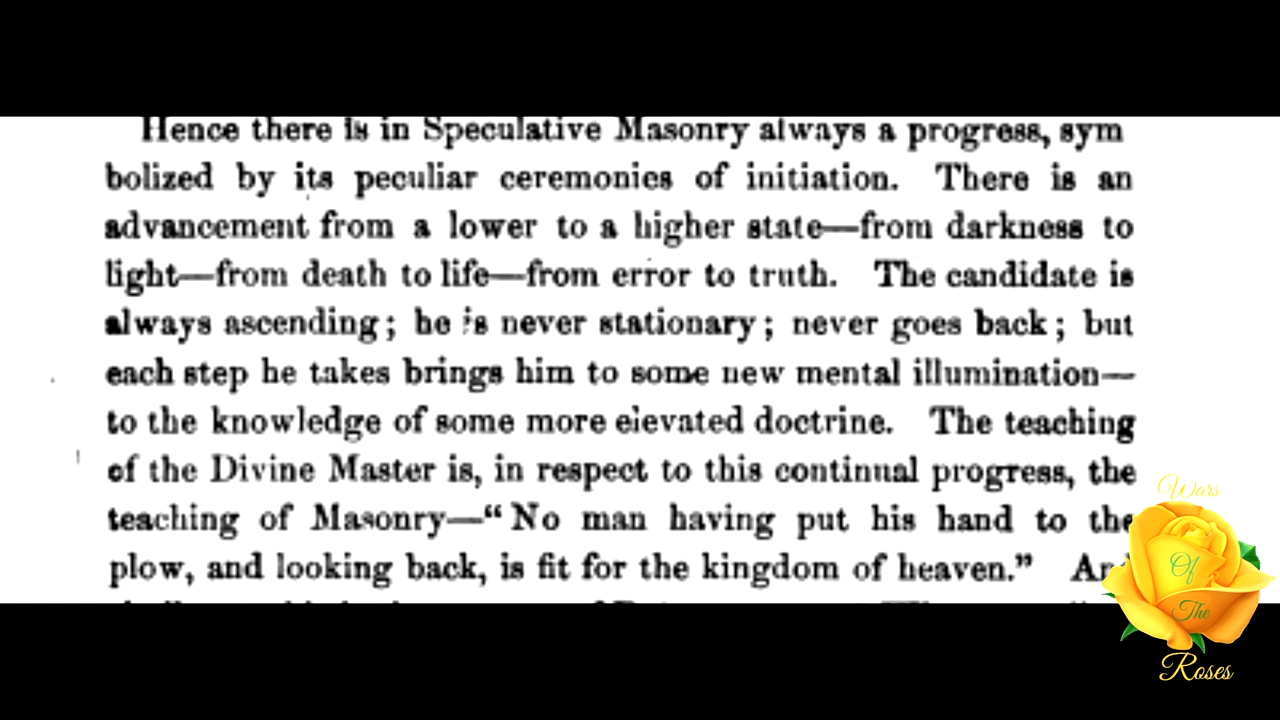 Hence there is in Speculative Masonry always a progress, sym
bolized by its peculiar ceremonies of initiation. There is an
advancement from a lower to a higher state—from darkness to
light—from death to life—from error to truth. The candidate is
always ascending; he is never stationary; never goes back; but
each step he takes brings him to some new mental illumination—
to the knowledge of some more elevated doctrine. The teaching
of the Divine Master is, in respect to this continual progress, the
teaching of Masonry—“No man having put his hand to the
plow, and looking back, is fit for the kingdom of heaven.”
Wars
Of
The
Roses